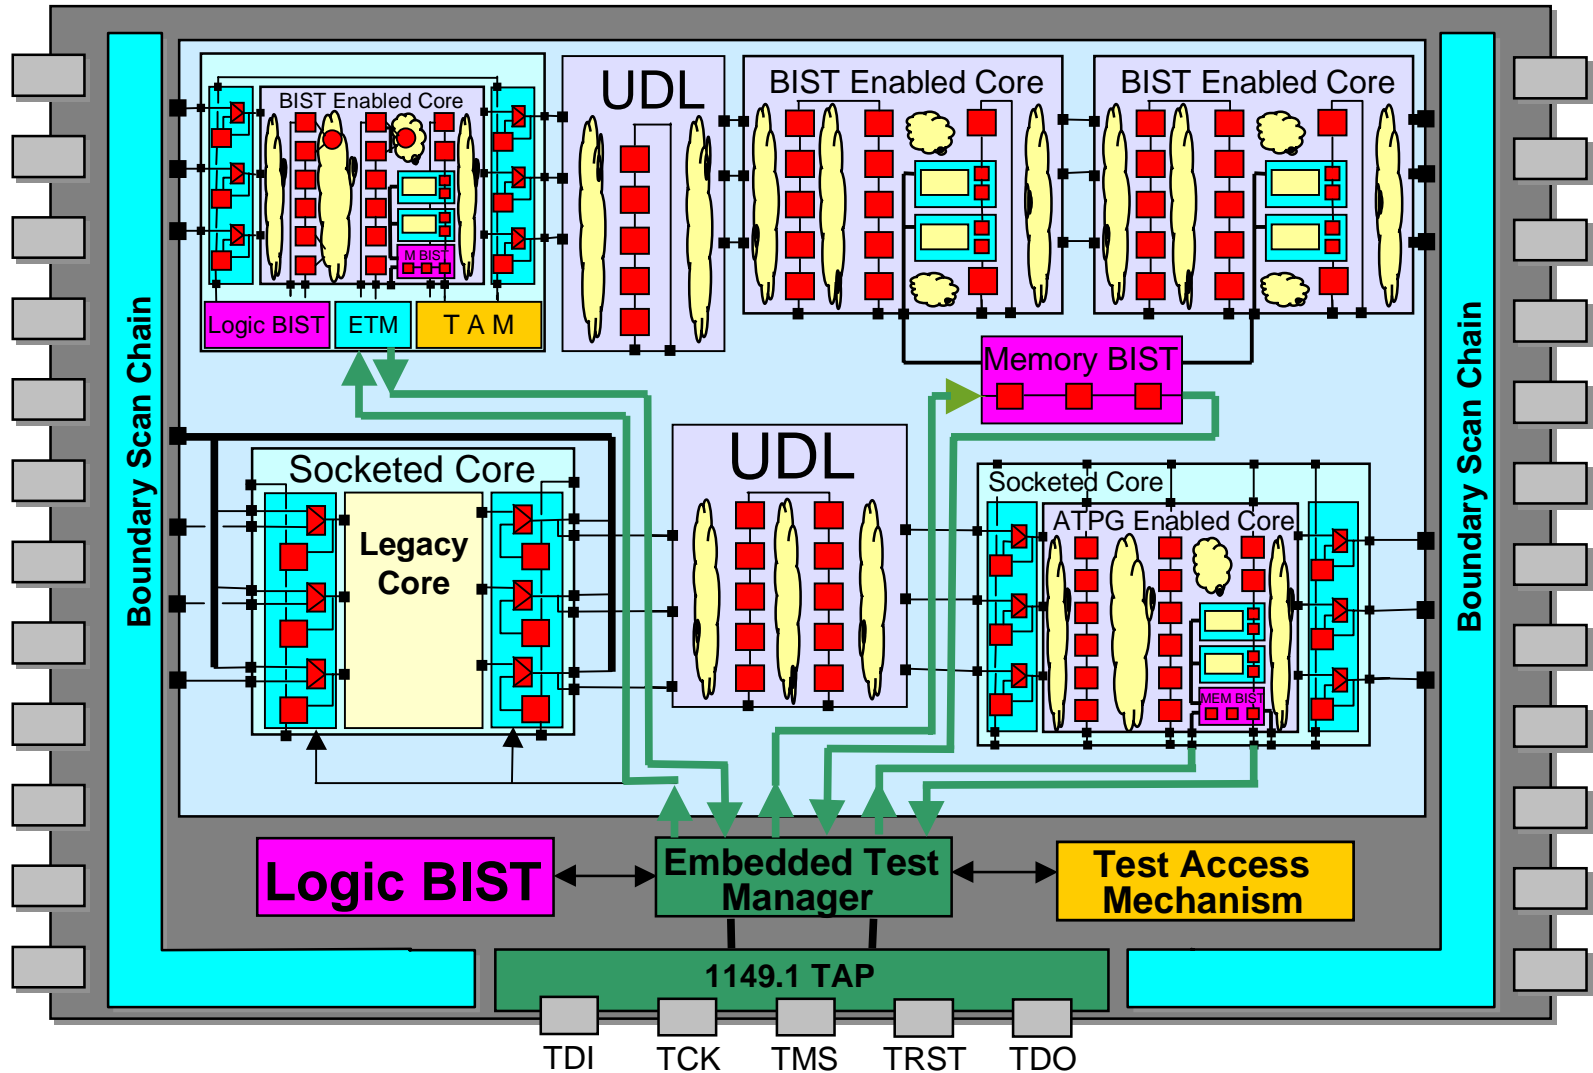 UDL
BIST Enabled Core
BIST Enabled Core
BIST Enabled Core
M BIST
Logic BIST
ETM
T A M
Memory BIST
Boundary Scan Chain
Boundary Scan Chain
Socketed Core
Legacy
Core
UDL
Socketed Core
ATPG Enabled Core
MEM BIST
Logic BIST
Embedded Test
Manager
Test Access
Mechanism
1149.1 TAP
TDI
TCK
TMS
TRST
TDO